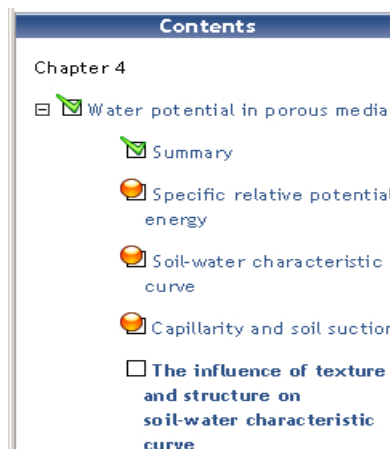 Contents
Chapter 4
Water potential in porous media
Summary
Specific relative potential
energy
Soil-water characteristic
curve
Capillarity and soil suction
The influence of texture
and structure on
soil-water characteristic
curve